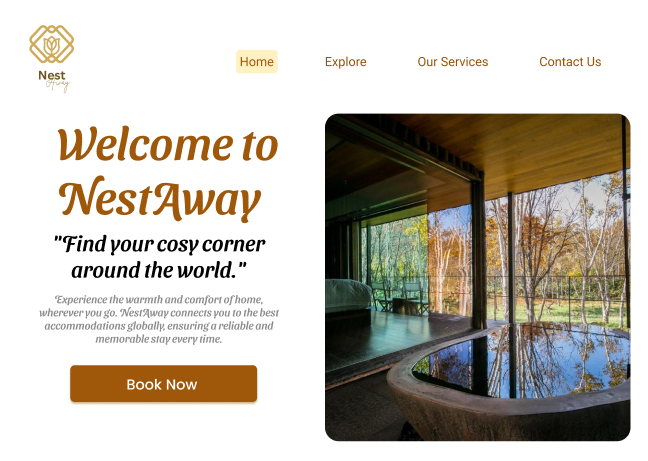 Nest
Away
Home
Explore
Our Services
Contact Us
Welcome to
NestAway
"Find your cosy corner
around the world."
Experience the warmth and comfort of home,
wherever you go. NestAway connects you to the best
accommodations globally, ensuring a reliable and
memorable stay every time.
Book Now